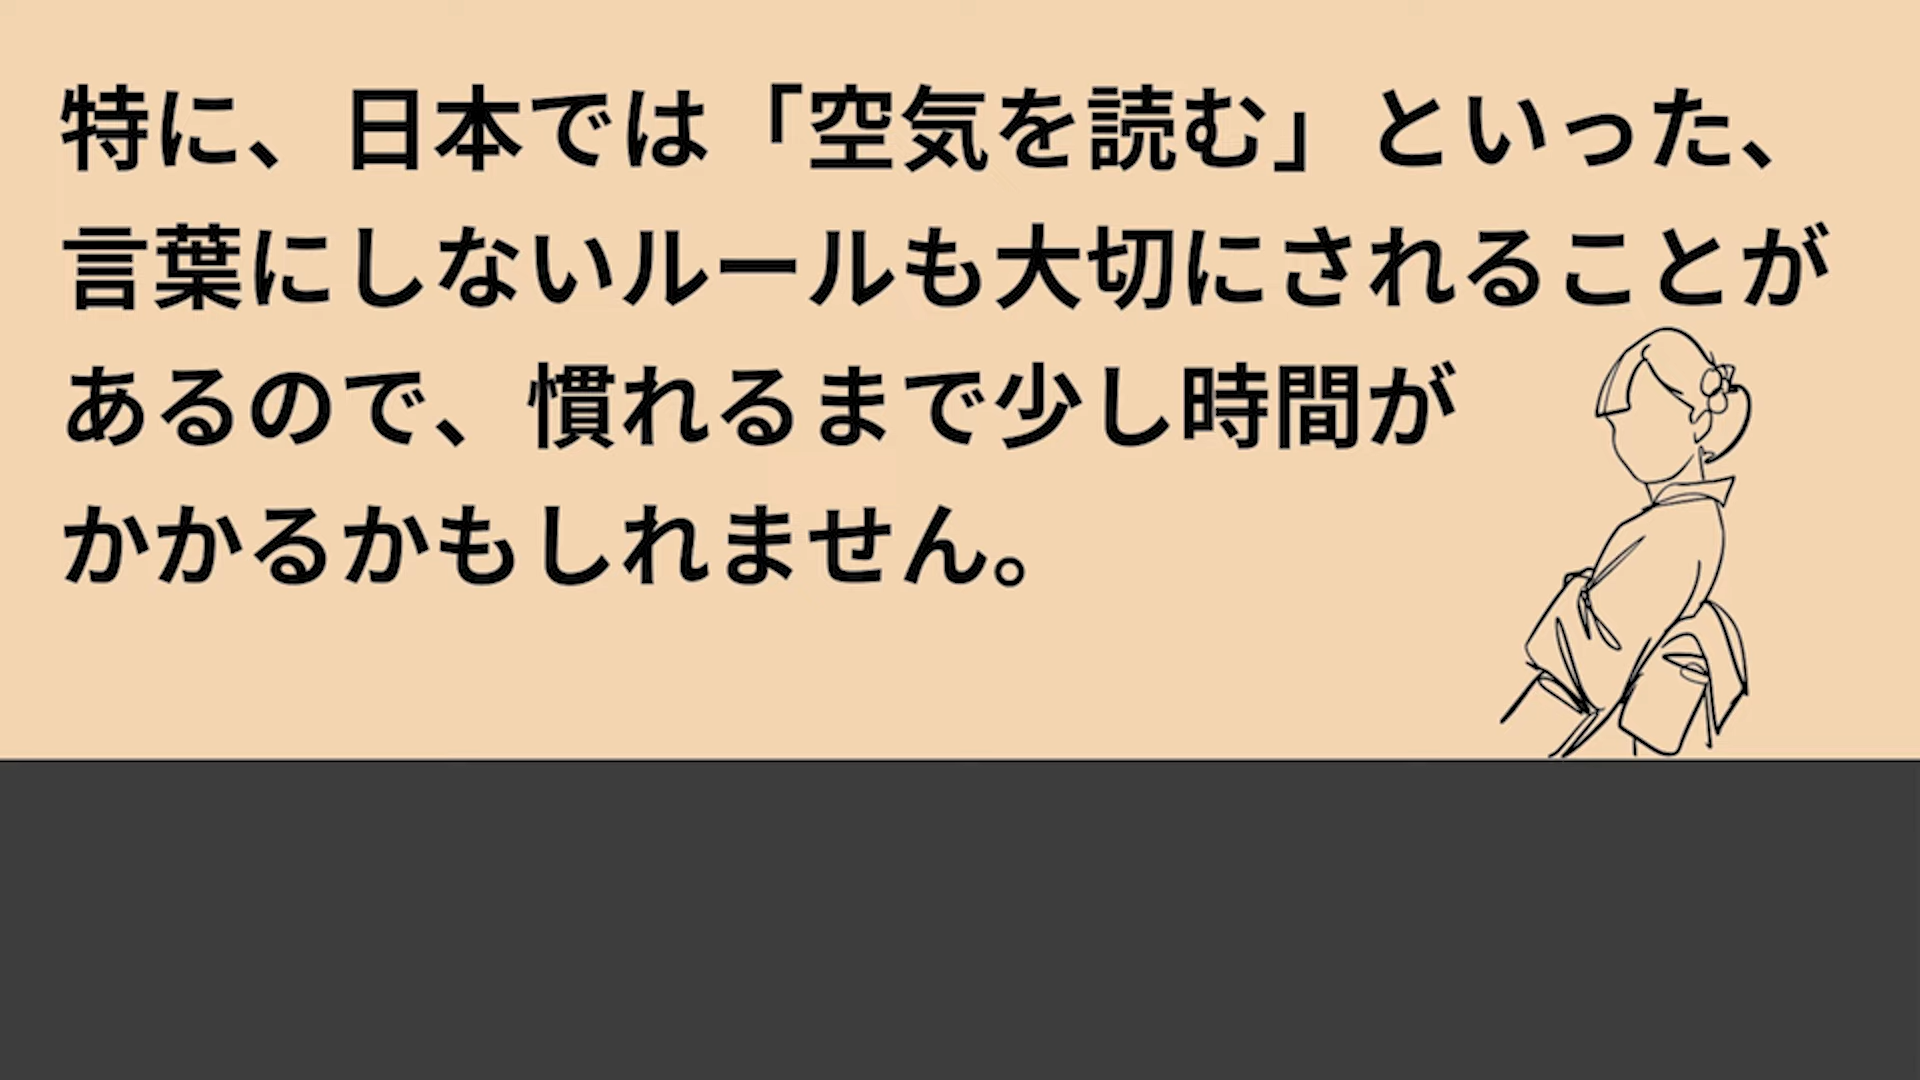 特に、日本では「空気を読む」といった、
言葉にしないルールも大切にされることが
あるので、慣れるまで少し時間が
かかるかもしれません。